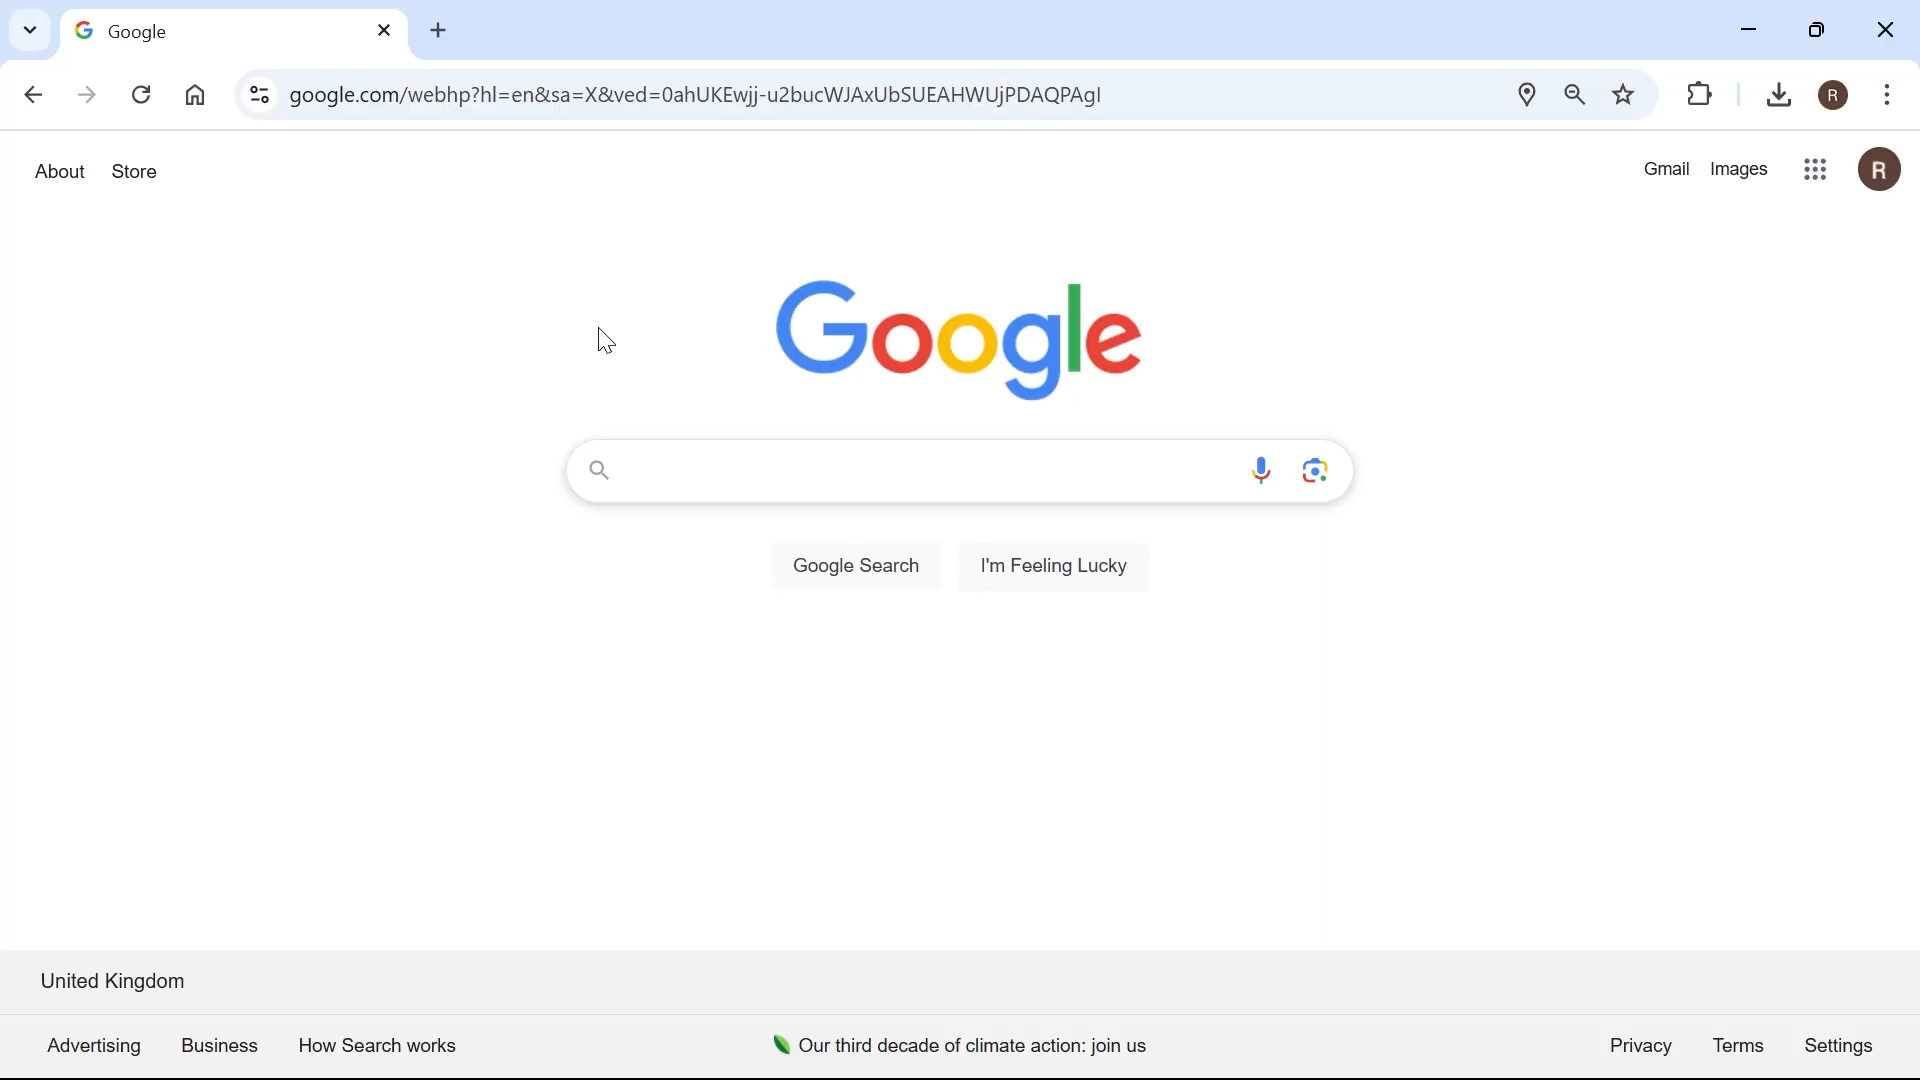 Google
google.com/webhp?hl=en&sa=X&ved=0ahUKEwjj-u2bucWJAxUbSUEAHWUjPDAQPAgI
R
About Store
Gmail Images
R
Google
Google Search I'm Feeling Lucky
United Kingdom
Advertising Business How Search works
Our third decade of climate action: join us
Privacy Terms Settings